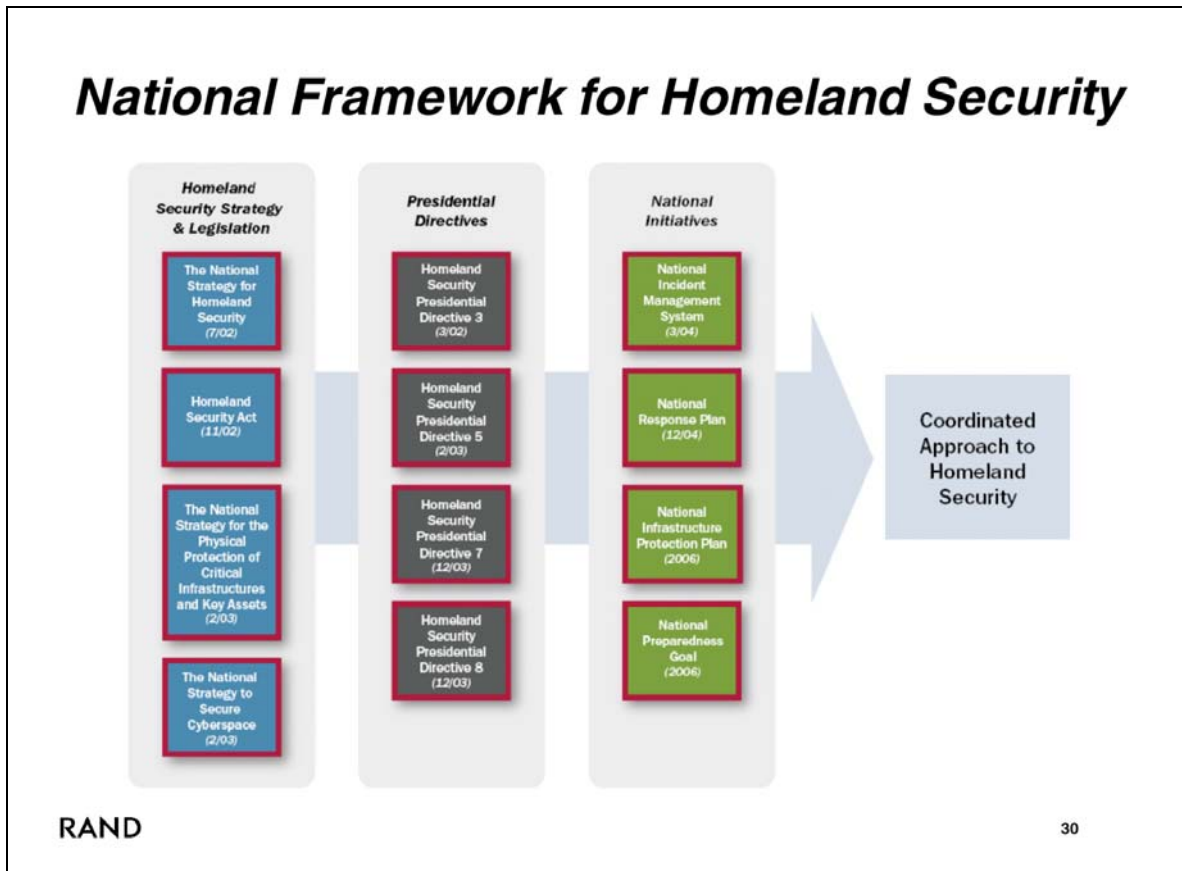 National Framework for Homeland Security
Homeland
Security Strategy
& Legislation
The National
Strategy for
Homeland
Security
(7/02)
Homeland
Security Act
(11/02)
The National
Strategy for the
Physical
Protection of
Critical
Infrastructures
and Key Assets
(2/03)
The National
Strategy to
Secure
Cyberspace
(2/03)
Presidential
Directives
Homeland
Security
Presidential
Directive 3
(3/02)
Homeland
Security
Presidential
Directive 5
(2/03)
Homeland
Security
Presidential
Directive 7
(12/03)
Homeland
Security
Presidential
Directive 8
(12/03)
National
Initiatives
National
Incident
Management
System
(3/04)
National
Response Plan
(12/04)
National
Infrastructure
Protection Plan
(2006)
National
Preparedness
Goal
(2006)
Coordinated
Approach to
Homeland
Security
RAND
30